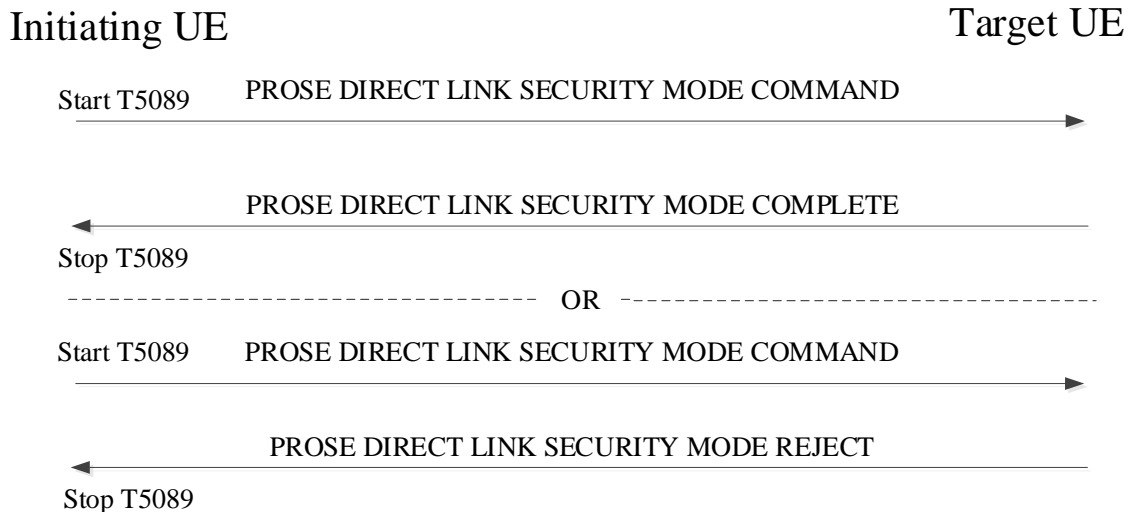 Initiating UE
Target UE
Start T5089
PROSE DIRECT LINK SECURITY MODE COMMAND
PROSE DIRECT LINK SECURITY MODE COMPLETE
Stop T5089
OR
Start T5089
PROSE DIRECT LINK SECURITY MODE COMMAND
PROSE DIRECT LINK SECURITY MODE REJECT
Stop T5089